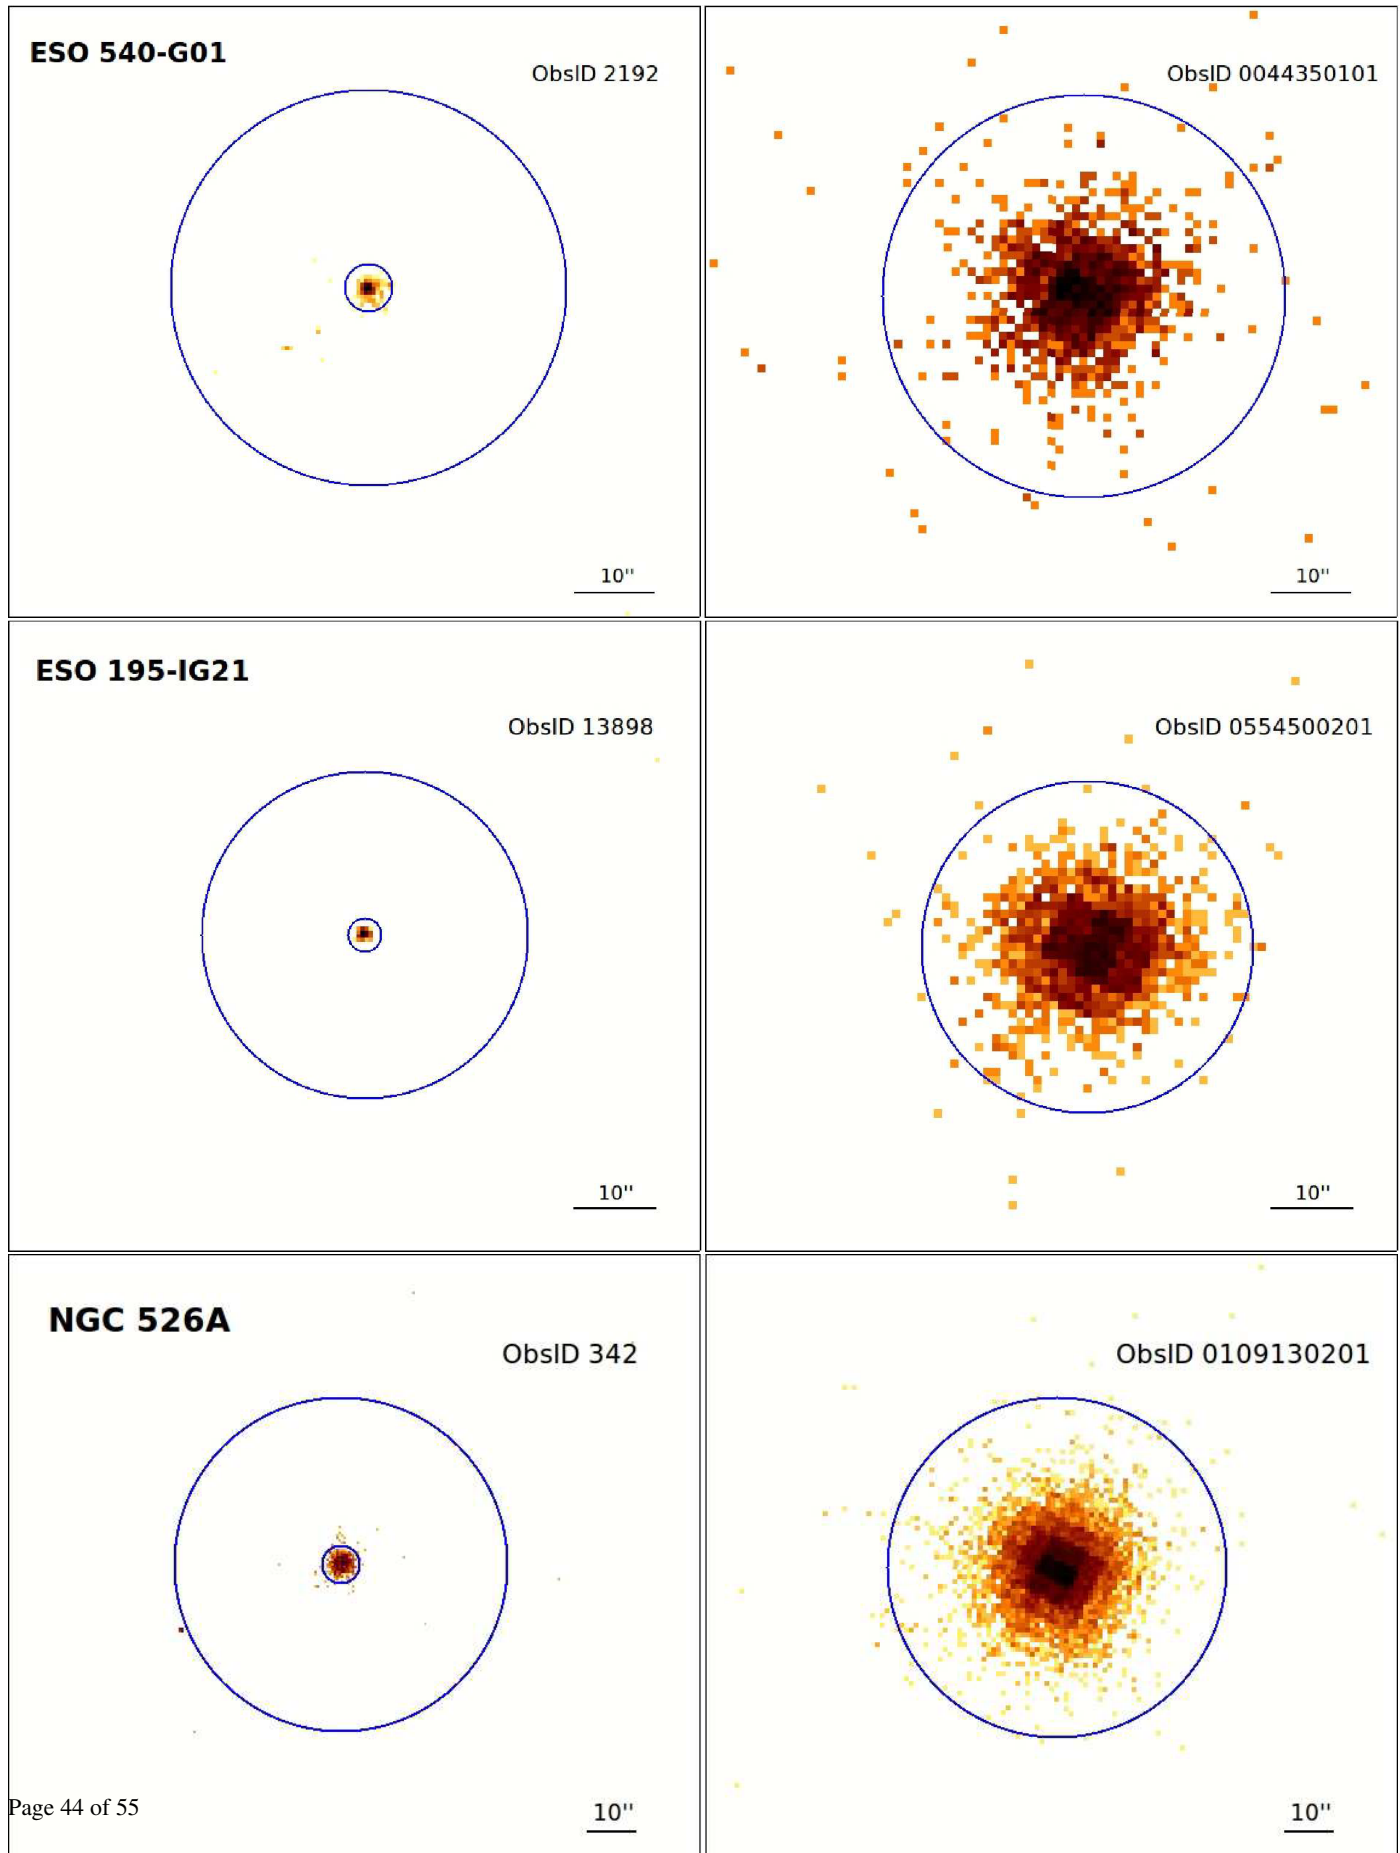 ESO 540-G01
ObsID 2192
ObsID 0044350101
10''
10''
ESO 195-IG21
ObsID 13898
ObsID 0554500201
10''
10''
NGC 526A
ObsID 342
ObsID 0109130201
Page 44 of 55
10''
10''